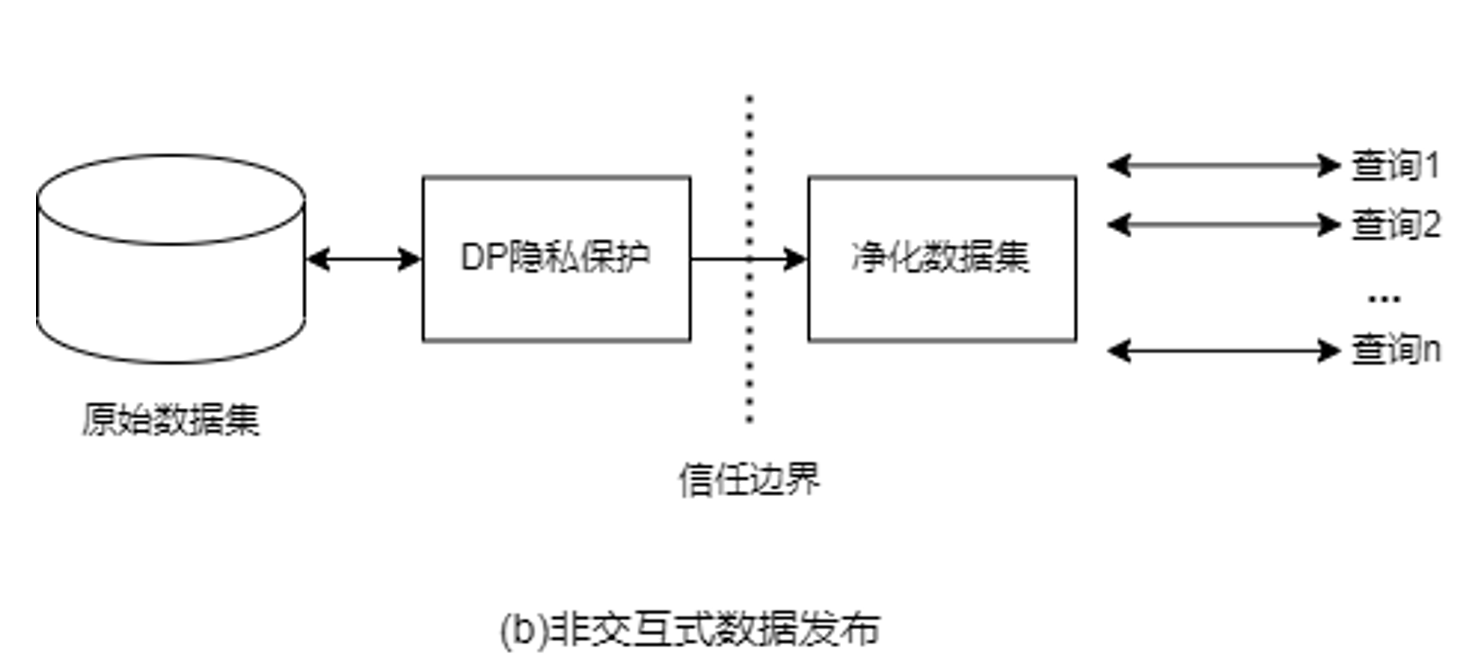 查询1
查询2
DP隐私保护
净化数据集
...
查询n
原始数据集
信任边界
(b)非交互式数据发布